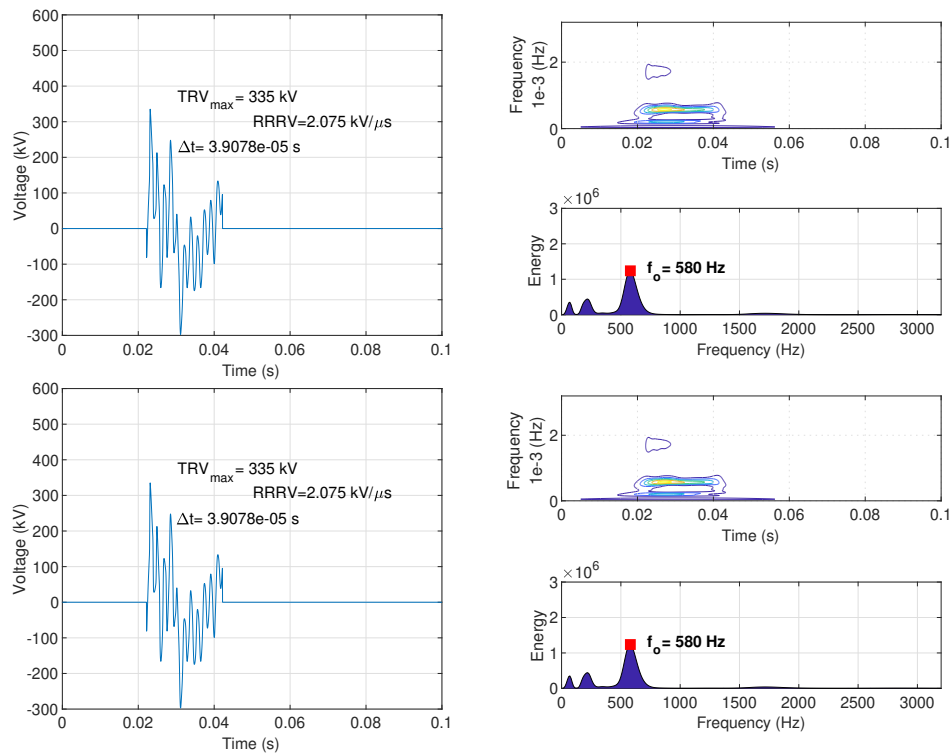 600
500
400
300
200
100
0
-100
-200
-300
Voltage (kV)
TRVmax = 335 kV
RRRV=2.075 kV/μs
Δt= 3.9078e-05 s
0 0.02 0.04 0.06 0.08 0.1
Time (s)
Frequency
1e-3 (Hz)
2
0
0 0.02 0.04 0.06 0.08 0.1
Time (s)
×10^6
3
2
1
0
Energy
fo= 580 Hz
0 500 1000 1500 2000 2500 3000
Frequency (Hz)
600
500
400
300
200
100
0
-100
-200
-300
Voltage (kV)
TRVmax = 335 kV
RRRV=2.075 kV/μs
Δt= 3.9078e-05 s
0 0.02 0.04 0.06 0.08 0.1
Time (s)
Frequency
1e-3 (Hz)
2
0
0 0.02 0.04 0.06 0.08 0.1
Time (s)
×10^6
3
2
1
0
Energy
fo= 580 Hz
0 500 1000 1500 2000 2500 3000
Frequency (Hz)